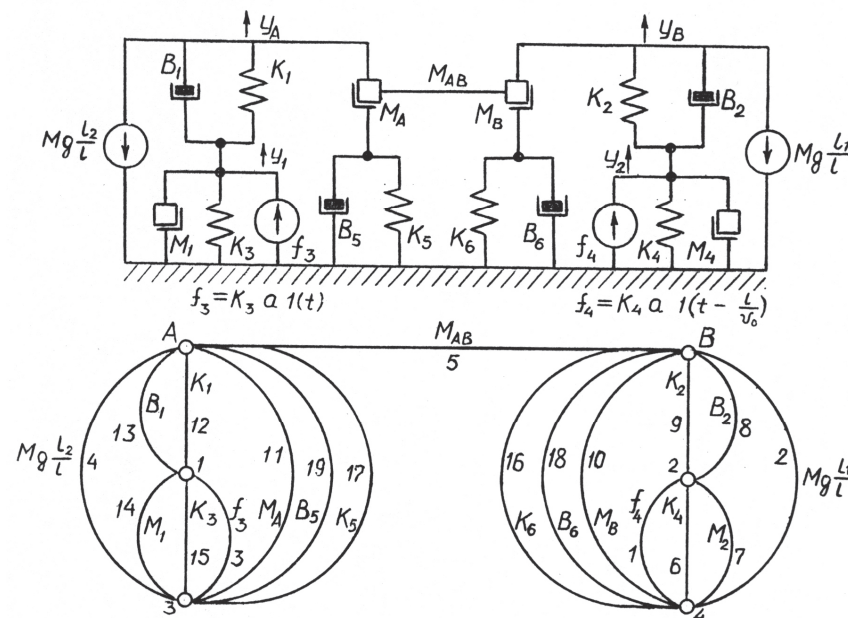 y_A y_B
B_1 K_1 M_AB K_2 B_2
M_A M_B
Mg l_2/l y_1 y_2 Mg l_1/l
M_1 K_3 f_3 B_5 K_5 K_6 B_6 f_4 K_4 M_4
f_3=K_3 a 1(t) f_4=K_4 a 1(t-l/v_0)
A M_AB B
5
K_1 K_2
B_1 B_2
13 12 9 8
Mg l_2/l 4 11 19 17 16 18 10 2 Mg l_1/l
1 2
14 M_1 K_3 f_3 M_A B_5 K_5 K_6 B_6 M_B f_4 K_4 M_2
15 3 1 6 7
3 4